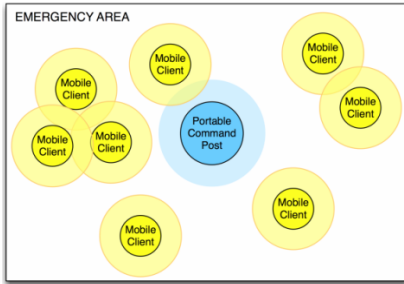 EMERGENCY AREA
Mobile
Client
Mobile
Client
Mobile
Client
Mobile
Client
Mobile
Client
Portable
Command
Post
Mobile
Client
Mobile
Client
Mobile
Client
Mobile
Client